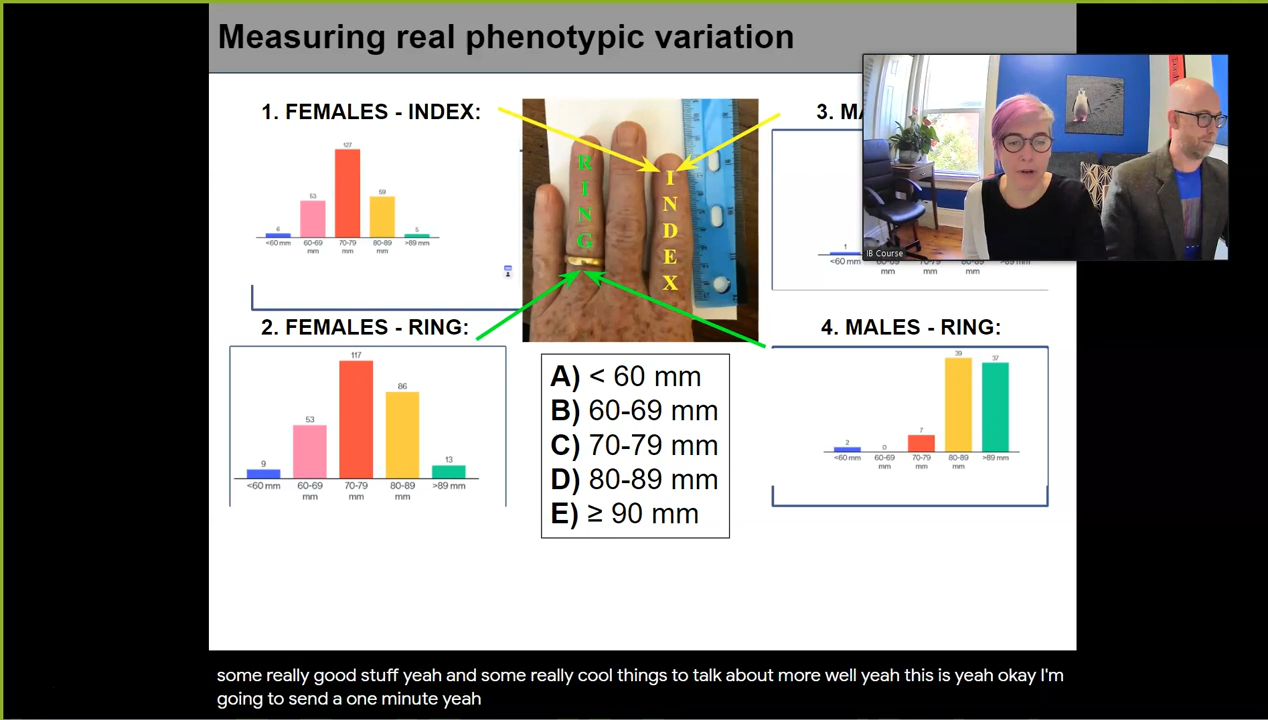 Measuring real phenotypic variation
1. FEMALES - INDEX:
127
53
59
6
5
<60 mm
60-69
mm
70-79
mm
80-89
mm
>89 mm
R
I
N
G
I
N
D
E
X
3. MA
1
<60 mm
IB Course
2. FEMALES - RING:
117
86
53
9
13
<60 mm
60-69
mm
70-79
mm
80-89
mm
>89 mm
A) < 60 mm
B) 60-69 mm
C) 70-79 mm
D) 80-89 mm
E) ≥ 90 mm
4. MALES - RING:
39
37
7
2
0
<60 mm
60-69
mm
70-79
mm
80-89
mm
>89 mm
some really good stuff yeah and some really cool things to talk about more well yeah this is yeah okay I'm
going to send a one minute yeah